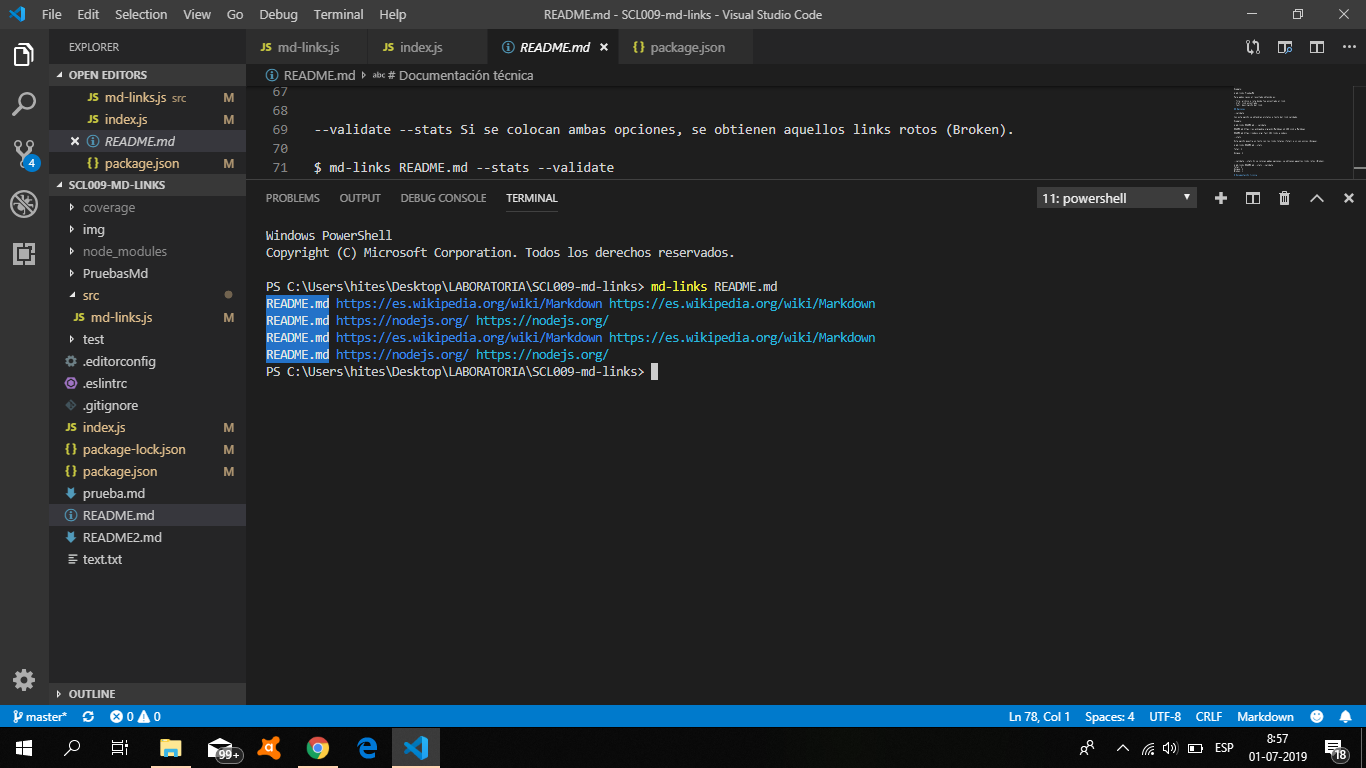 File Edit Selection View Go Debug Terminal Help
README.md - SCL009-md-links - Visual Studio Code
EXPLORER
OPEN EDITORS
JS md-links.js src M
JS index.js M
README.md
{} package.json M
SCL009-MD-LINKS
coverage
img
node_modules
PruebasMd
src
JS md-links.js M
test
.editorconfig
.eslintrc
.gitignore
JS index.js M
{} package-lock.json M
{} package.json M
prueba.md
README.md
README2.md
text.txt
OUTLINE
4
JS md-links.js
JS index.js
README.md
{} package.json
README.md abc # Documentación técnica
67
68
69 --validate --stats Si se colocan ambas opciones, se obtienen aquellos links rotos (Broken).
70
71 $ md-links README.md --stats --validate
PROBLEMS OUTPUT DEBUG CONSOLE TERMINAL
11: powershell
Windows PowerShell
Copyright (C) Microsoft Corporation. Todos los derechos reservados.
PS C:\Users\hites\Desktop\LABORATORIA\SCL009-md-links> md-links README.md
README.md https://es.wikipedia.org/wiki/Markdown https://es.wikipedia.org/wiki/Markdown
README.md https://nodejs.org/ https://nodejs.org/
README.md https://es.wikipedia.org/wiki/Markdown https://es.wikipedia.org/wiki/Markdown
README.md https://nodejs.org/ https://nodejs.org/
PS C:\Users\hites\Desktop\LABORATORIA\SCL009-md-links>
master* 0 0
Ln 78, Col 1 Spaces: 4 UTF-8 CRLF Markdown
99+
ESP
8:57
01-07-2019
18